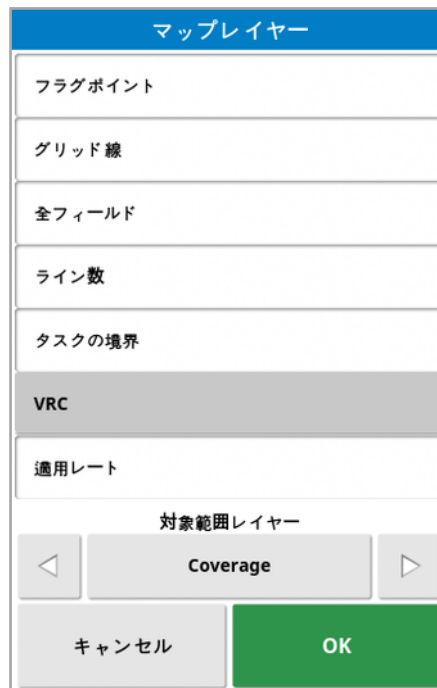 マップレイヤー
フラグポイント
グリッド線
全フィールド
ライン数
タスクの境界
VRC
適用レート
対象範囲レイヤー
Coverage
キャンセル
OK